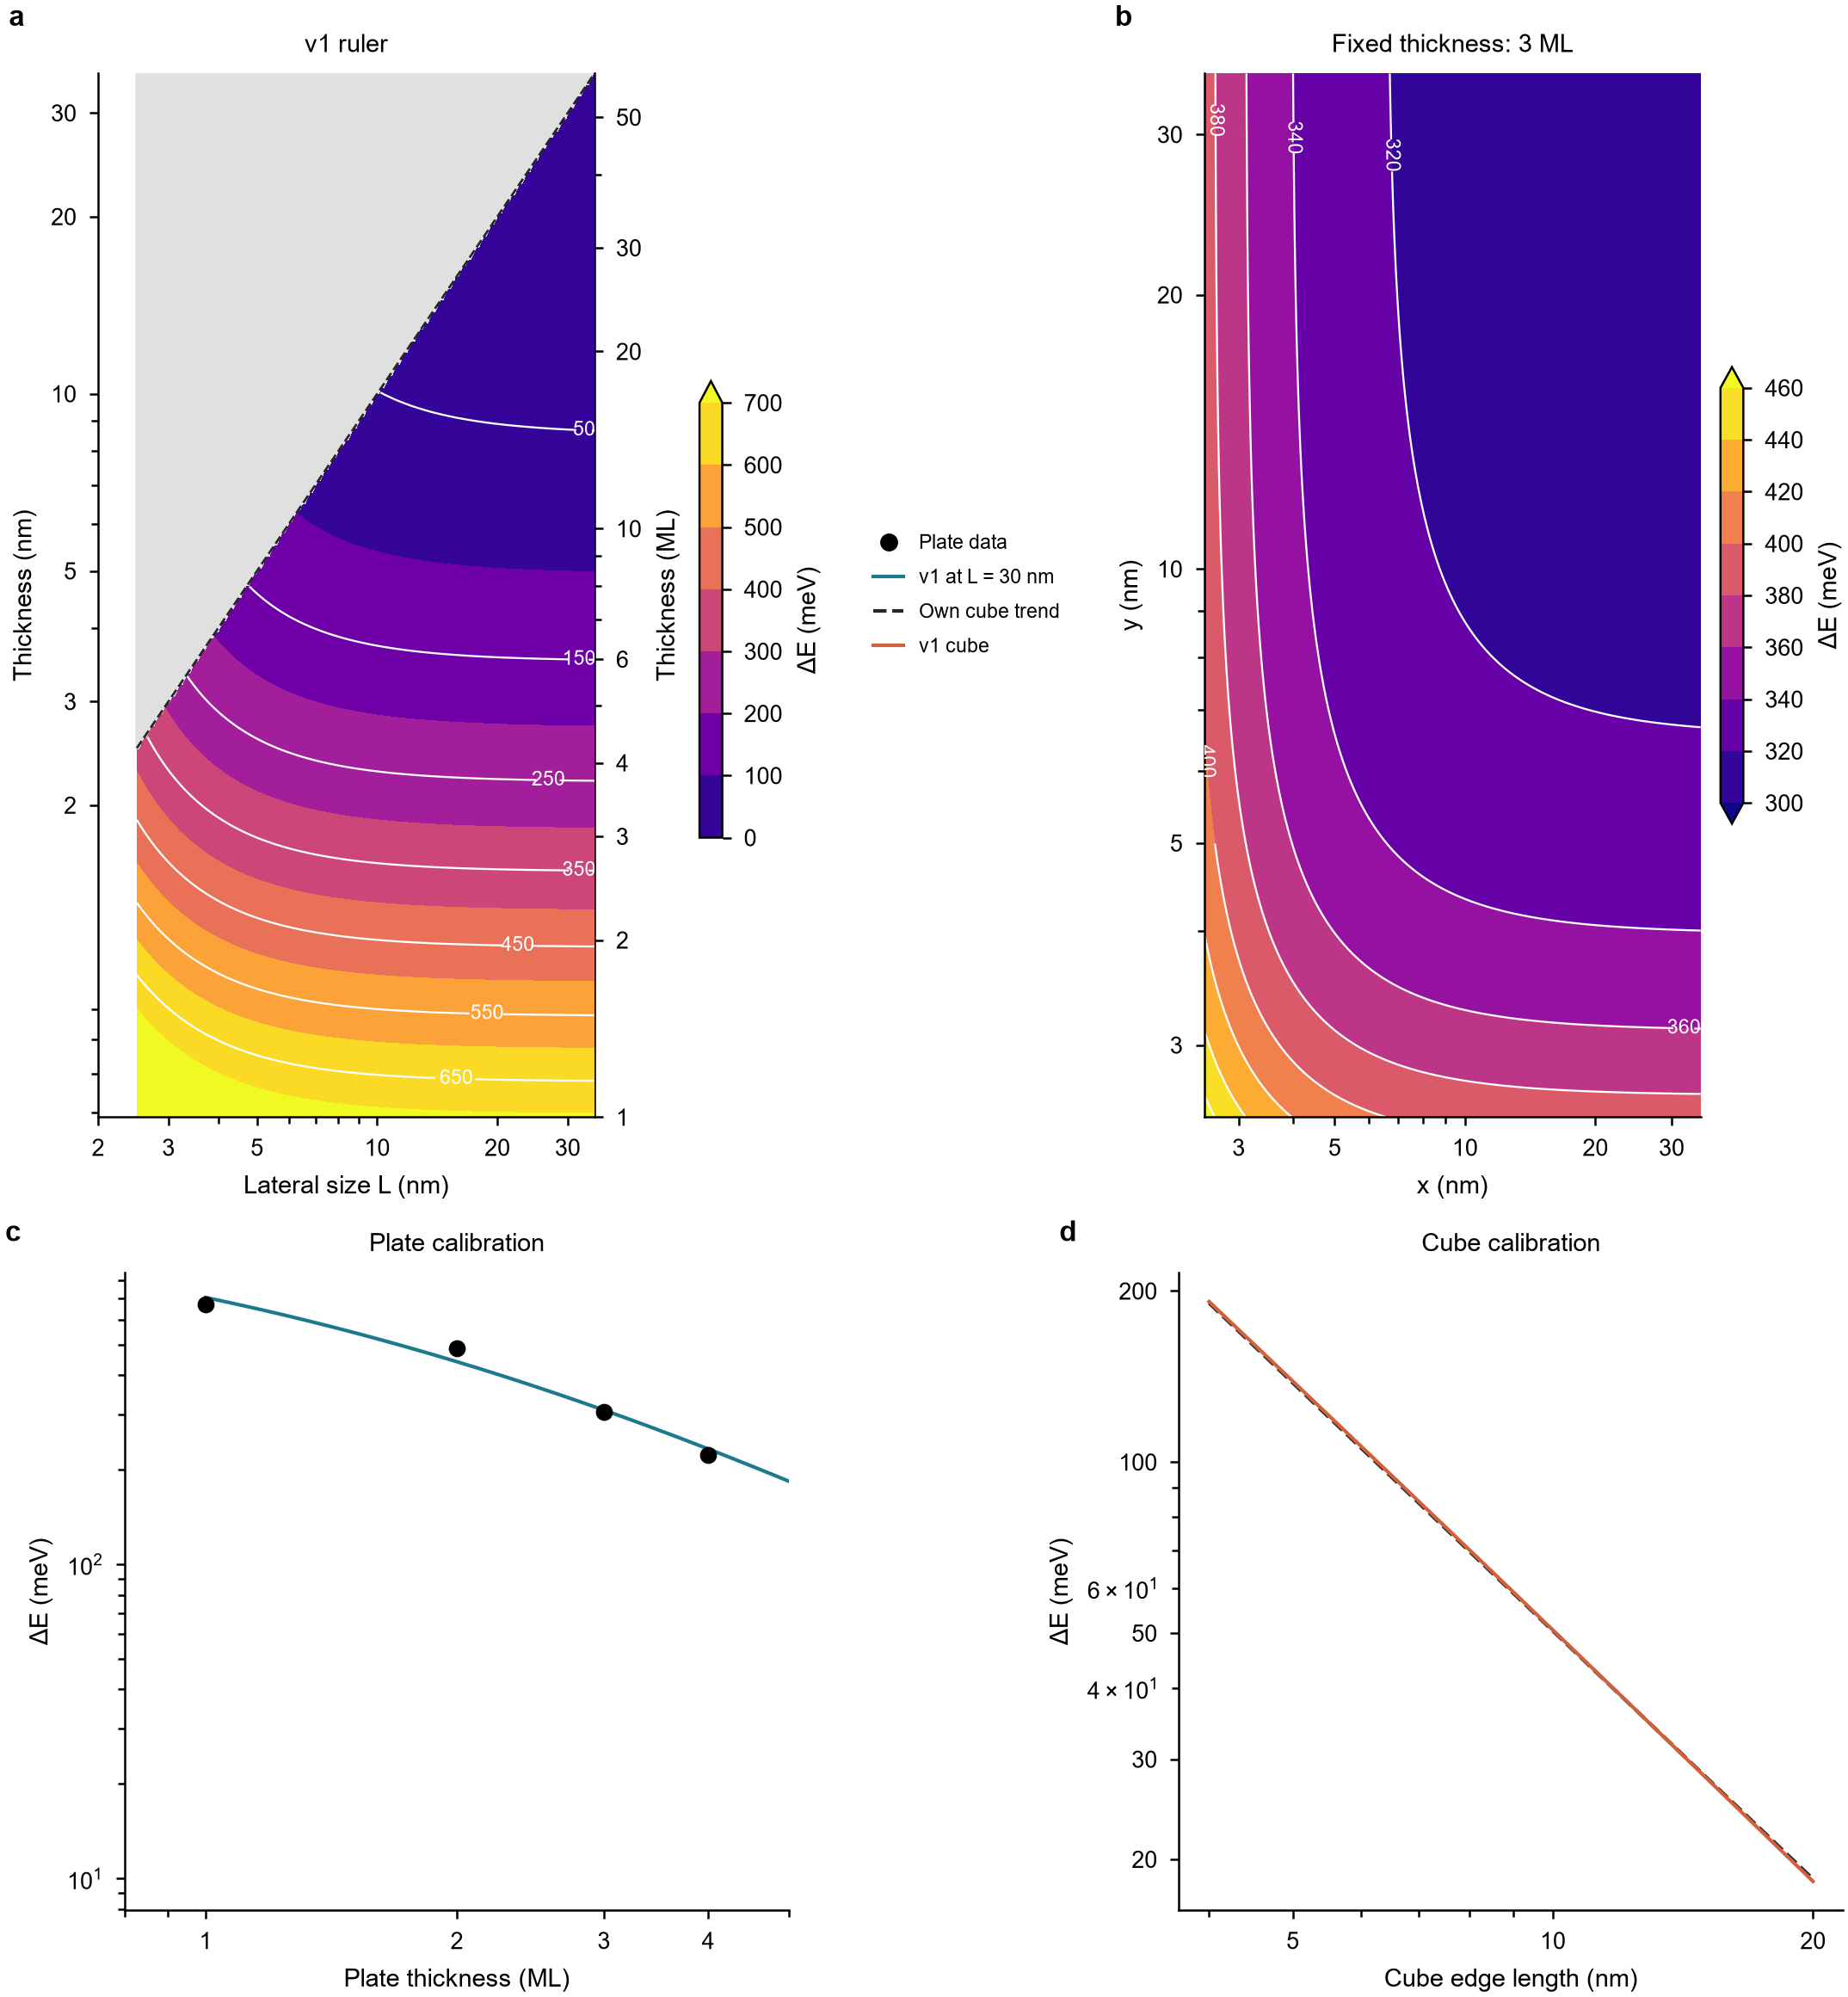 a
v1 ruler
30
20
10
5
3
2
Thickness (nm)
2
3
5
10
20
30
Lateral size L (nm)
50
30
20
10
6
4
3
2
1
Thickness (ML)
50
150
250
350
450
550
650
700
600
500
400
300
200
100
0
ΔE (meV)
Plate data
v1 at L = 30 nm
Own cube trend
v1 cube
b
Fixed thickness: 3 ML
30
20
10
5
3
y (nm)
3
5
10
20
30
x (nm)
380
340
320
400
360
460
440
420
400
380
360
340
320
300
ΔE (meV)
c
Plate calibration
10²
10¹
ΔE (meV)
1
2
3
4
Plate thickness (ML)
d
Cube calibration
200
100
6 × 10¹
50
4 × 10¹
30
20
ΔE (meV)
5
10
20
Cube edge length (nm)